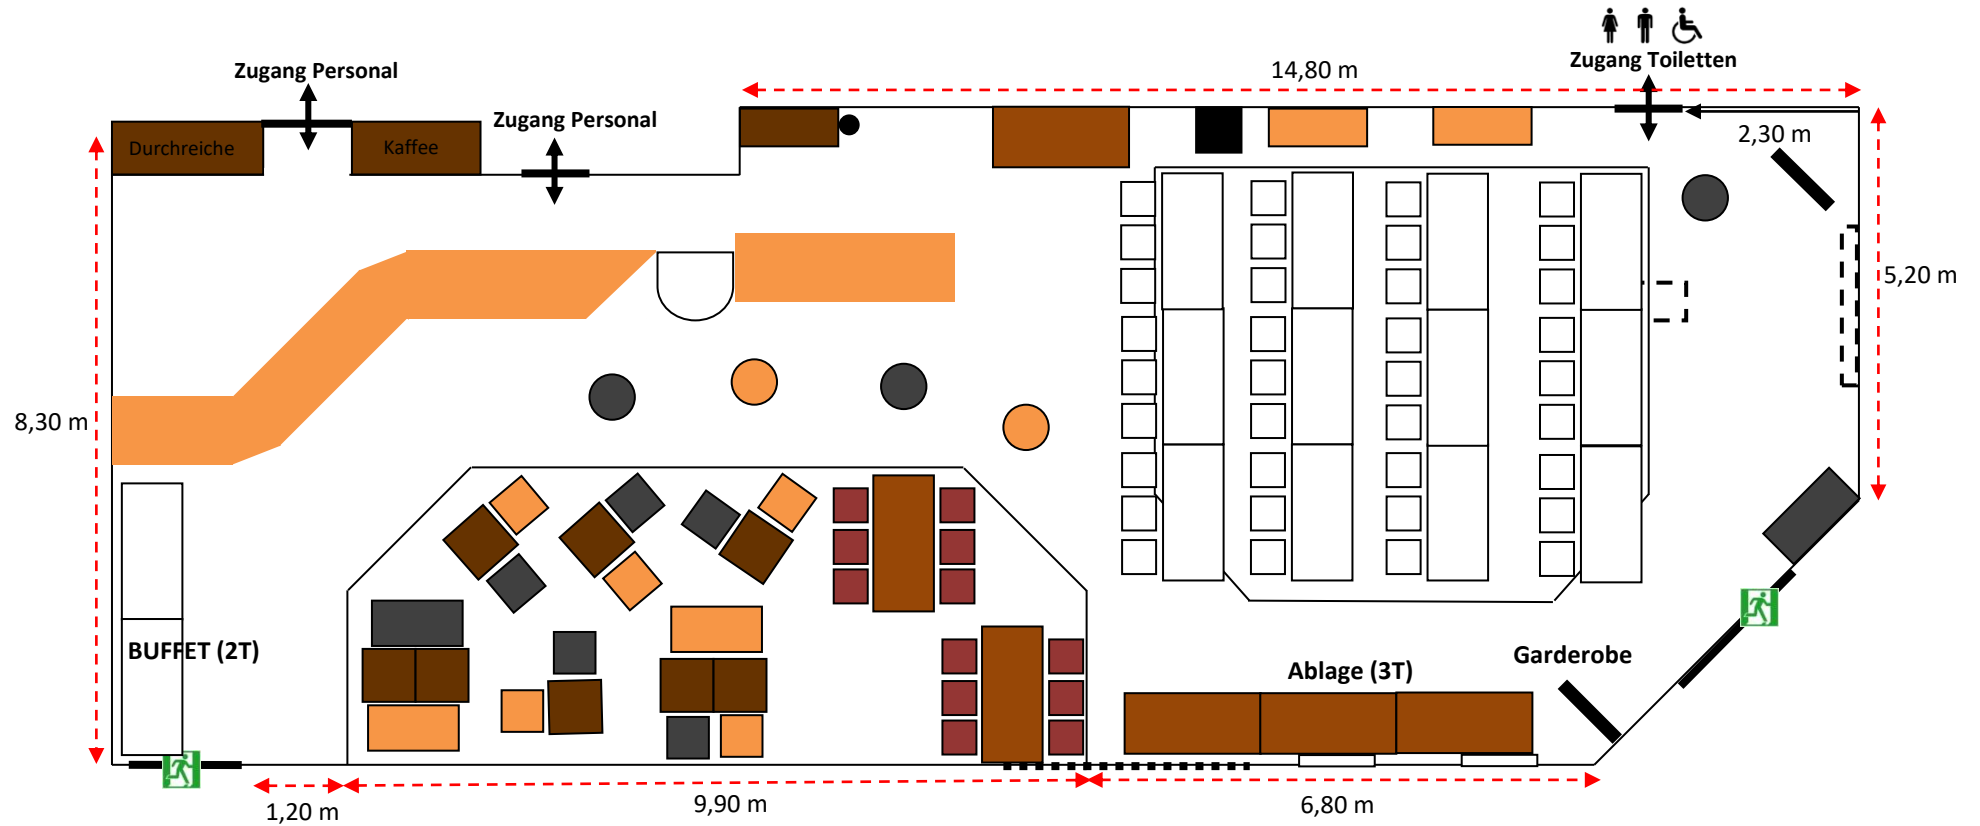 Zugang Toiletten
Zugang Personal
14,80 m
Zugang Personal
2,30 m
Durchreiche
Kaffee
5,20 m
8,30 m
BUFFET (2T)
Garderobe
Ablage (3T)
1,20 m
9,90 m
6,80 m